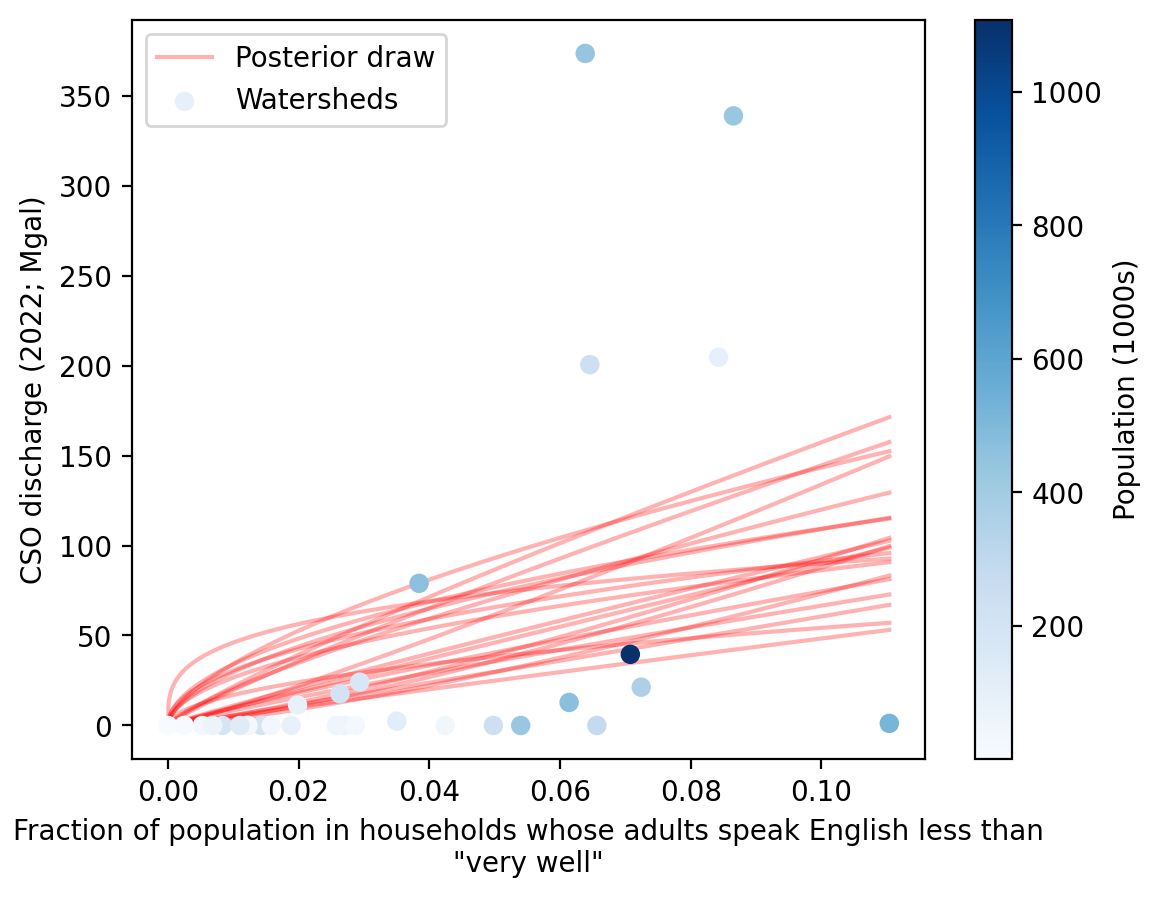 Posterior draw
Watersheds
350
300
250
200
150
100
50
0
CSO discharge (2022; Mgal)
0.00 0.02 0.04 0.06 0.08 0.10
Fraction of population in households whose adults speak English less than
"very well"
1000
800
600
400
200
Population (1000s)